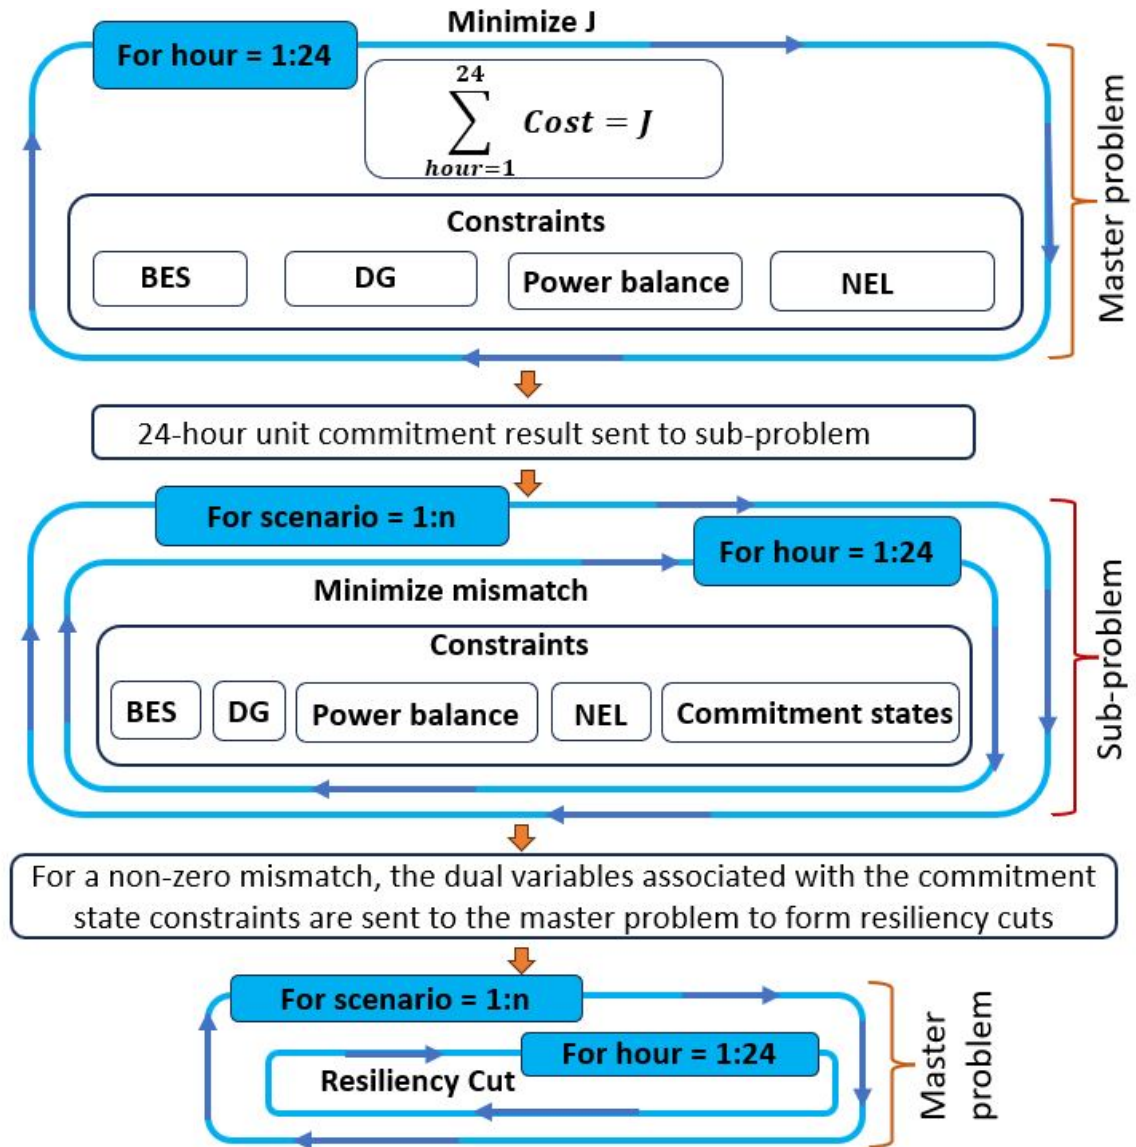 Minimize J
For hour = 1:24
24
∑ Cost = J
hour=1
Constraints
BES
DG
Power balance
NEL
Master problem
24-hour unit commitment result sent to sub-problem
For scenario = 1:n
For hour = 1:24
Minimize mismatch
Constraints
BES
DG
Power balance
NEL
Commitment states
Sub-problem
For a non-zero mismatch, the dual variables associated with the commitment
state constraints are sent to the master problem to form resiliency cuts
For scenario = 1:n
For hour = 1:24
Resiliency Cut
Master
problem